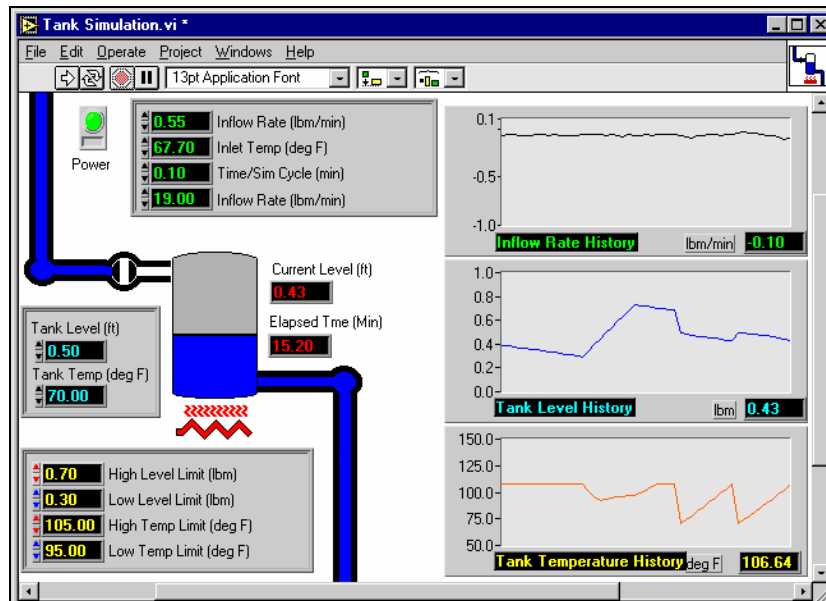 Tank Simulation.vi *
File Edit Operate Project Windows Help
13pt Application Font
Power
0.55 Inflow Rate (lbm/min)
67.70 Inlet Temp (deg F)
0.10 Time/Sim Cycle (min)
19.00 Inflow Rate (lbm/min)
0.1
-0.5
-1.0
Inflow Rate History lbm/min -0.10
Current Level (ft)
0.43
Elapsed Tme (Min)
15.20
Tank Level (ft)
0.50
Tank Temp (deg F)
70.00
1.0
0.8
0.6
0.4
0.2
0.0
Tank Level History lbm 0.43
0.70 High Level Limit (lbm)
0.30 Low Level Limit (lbm)
105.00 High Temp Limit (deg F)
95.00 Low Temp Limit (deg F)
150.0
125.0
100.0
75.0
50.0
Tank Temperature History deg F 106.64